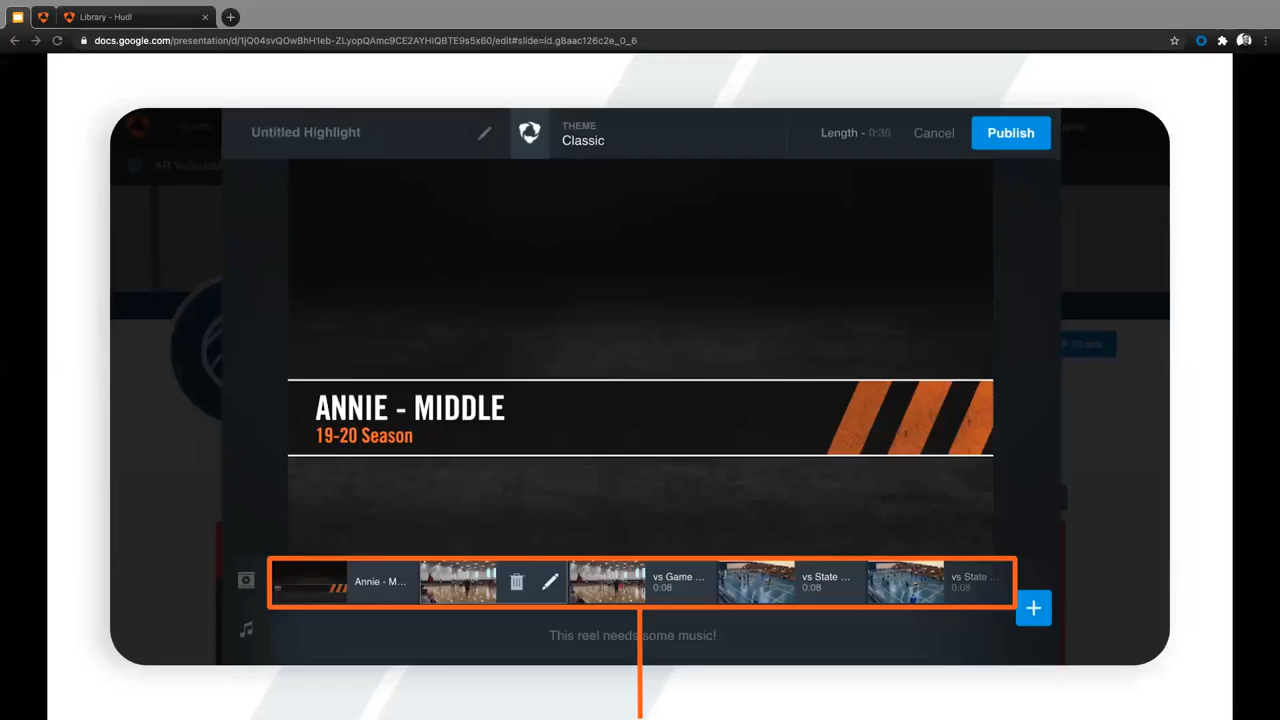 Library - Hudl
docs.google.com/presentation/d/1jQ04svQOwBhH1eb-ZLyopQAmc9CE2AYHIQBTE9s5x60/edit#slide=id.g8aac126c2e_0_6
Untitled Highlight
THEME
Classic
Length - 0:36
Cancel
Publish
ANNIE - MIDDLE
19-20 Season
Annie - M...
vs Game ...
0:08
vs State ...
0:08
vs State ...
0:08
This reel needs some music!